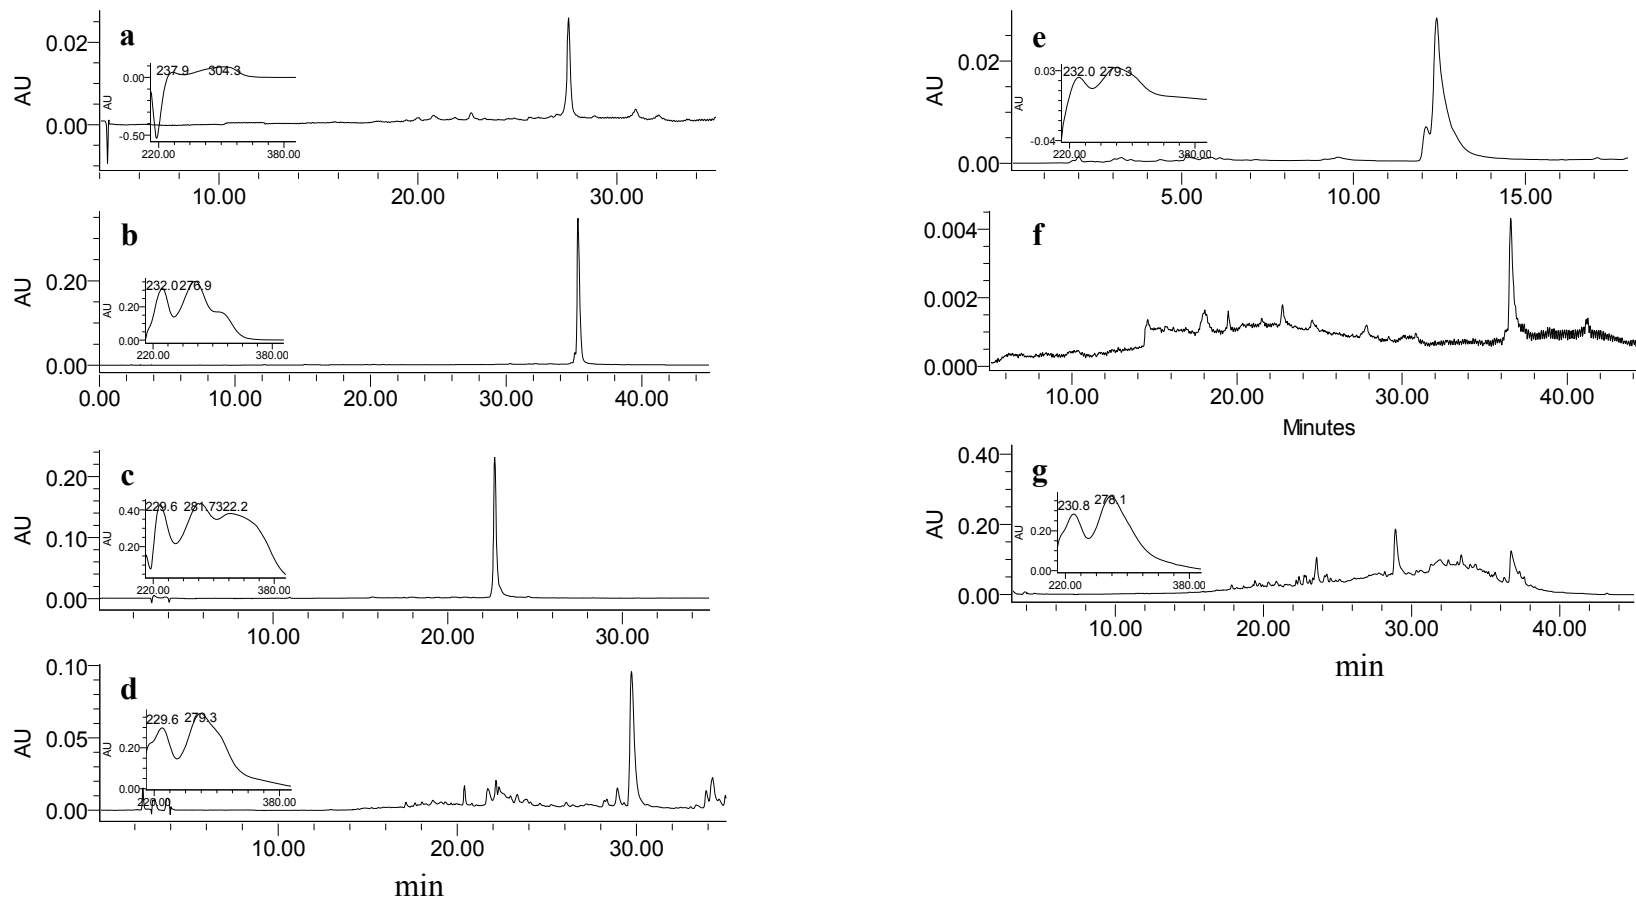 a
0.02
0.00
AU
237.9 304.3
0.00
-0.50
AU
220.00 380.00
10.00 20.00 30.00
b
0.20
0.00
AU
232.0 276.9
0.20
0.00
AU
220.00 380.00
0.00 10.00 20.00 30.00 40.00
c
0.20
0.10
0.00
AU
229.6 281.7 322.2
0.40
0.20
220.00 380.00
10.00 20.00 30.00
d
0.10
0.05
0.00
AU
229.6 279.3
0.20
0.00
AU
220.00 380.00
10.00 20.00 30.00
min
e
0.02
0.00
AU
232.0 279.3
0.03
-0.04
AU
220.00 380.00
5.00 10.00 15.00
f
0.004
0.002
0.000
10.00 20.00 30.00 40.00
Minutes
g
0.40
0.20
0.00
AU
230.8 278.1
0.20
0.00
AU
220.00 380.00
10.00 20.00 30.00 40.00
min